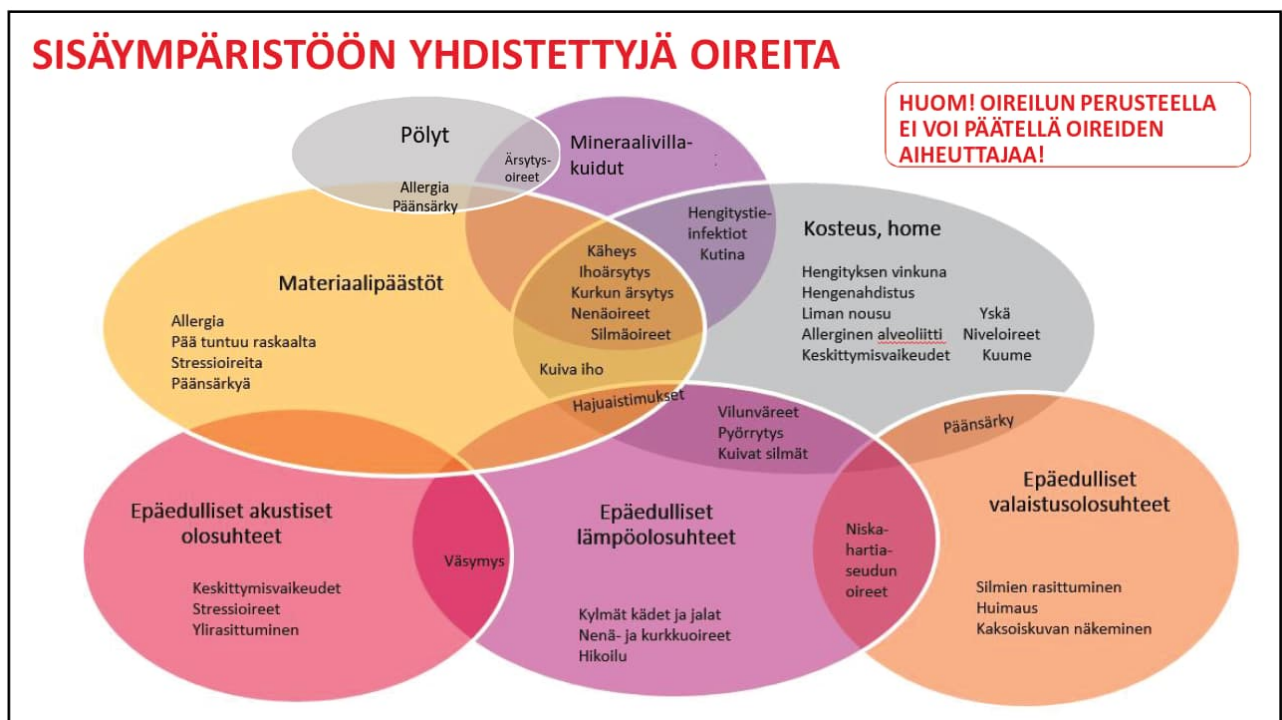 SISÄYMPÄRISTÖÖN YHDISTETTYJÄ OIREITA
HUOM! OIREILUN PERUSTEELLA
EI VOI PÄÄTELLÄ OIREIDEN
AIHEUTTAJAA!
Pölyt
Allergia
Päänsärky
Ärsytys-
oireet
Mineraalivilla-
kuidut
Hengitystie-
infektiot
Kutina
Kosteus, home
Hengityksen vinkuna
Hengenahdistus
Liman nousu
Allerginen alveoliitti
Keskittymisvaikeudet
Yskä
Niveloireet
Kuume
Käheys
Ihoärsytys
Kurkun ärsytys
Nenäoireet
Silmäoireet
Materiaalipäästöt
Allergia
Pää tuntuu raskaalta
Stressioireita
Päänsärkyä
Kuiva iho
Hajuaistimukset
Vilunväreet
Pyörrytys
Kuivat silmät
Päänsärky
Epäedulliset akustiset
olosuhteet
Keskittymisvaikeudet
Stressioireet
Ylirasittuminen
Väsymys
Epäedulliset
lämpöolosuhteet
Kylmät kädet ja jalat
Nenä- ja kurkkuoireet
Hikoilu
Niska-
hartia-
seudun
oireet
Epäedulliset
valaistusolosuhteet
Silmien rasittuminen
Huimaus
Kaksoiskuvan näkeminen